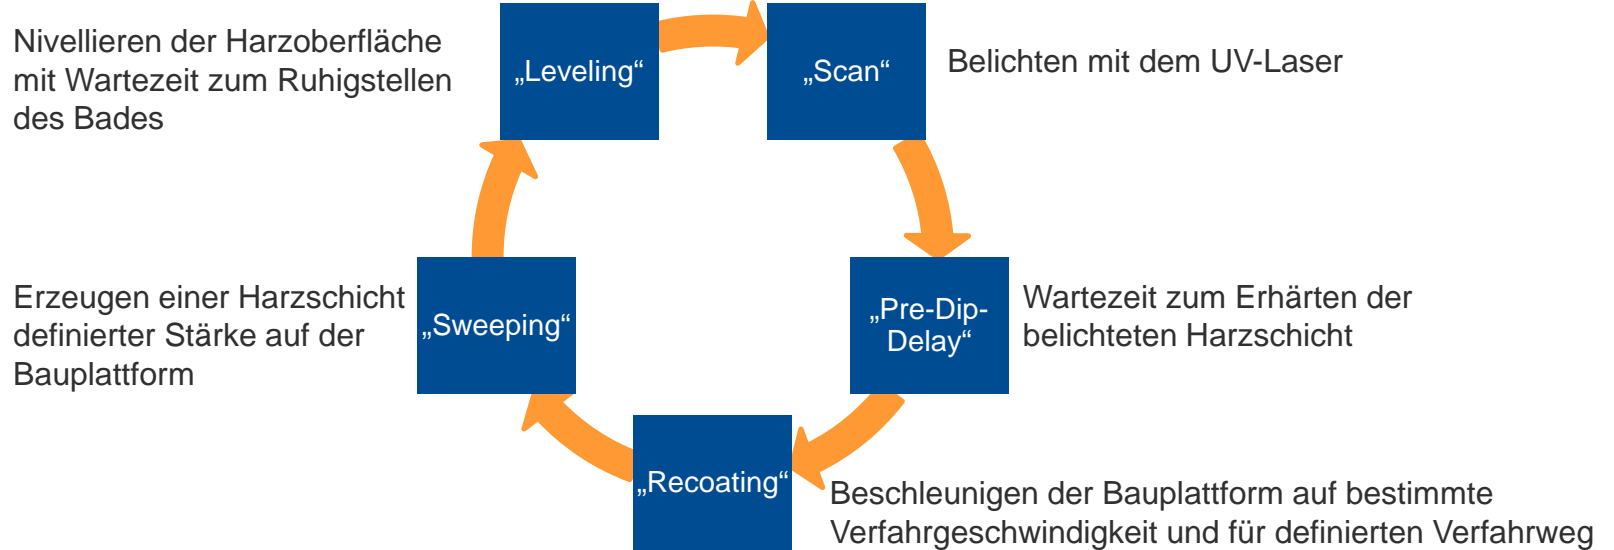 Nivellieren der Harzoberfläche
mit Wartezeit zum Ruhigstellen
des Bades
„Leveling“
„Scan“
Belichten mit dem UV-Laser
Erzeugen einer Harzschicht
definierter Stärke auf der
Bauplattform
„Sweeping“
„Pre-Dip-
Delay“
Wartezeit zum Erhärten der
belichteten Harzschicht
„Recoating“
Beschleunigen der Bauplattform auf bestimmte
Verfahrgeschwindigkeit und für definierten Verfahrweg